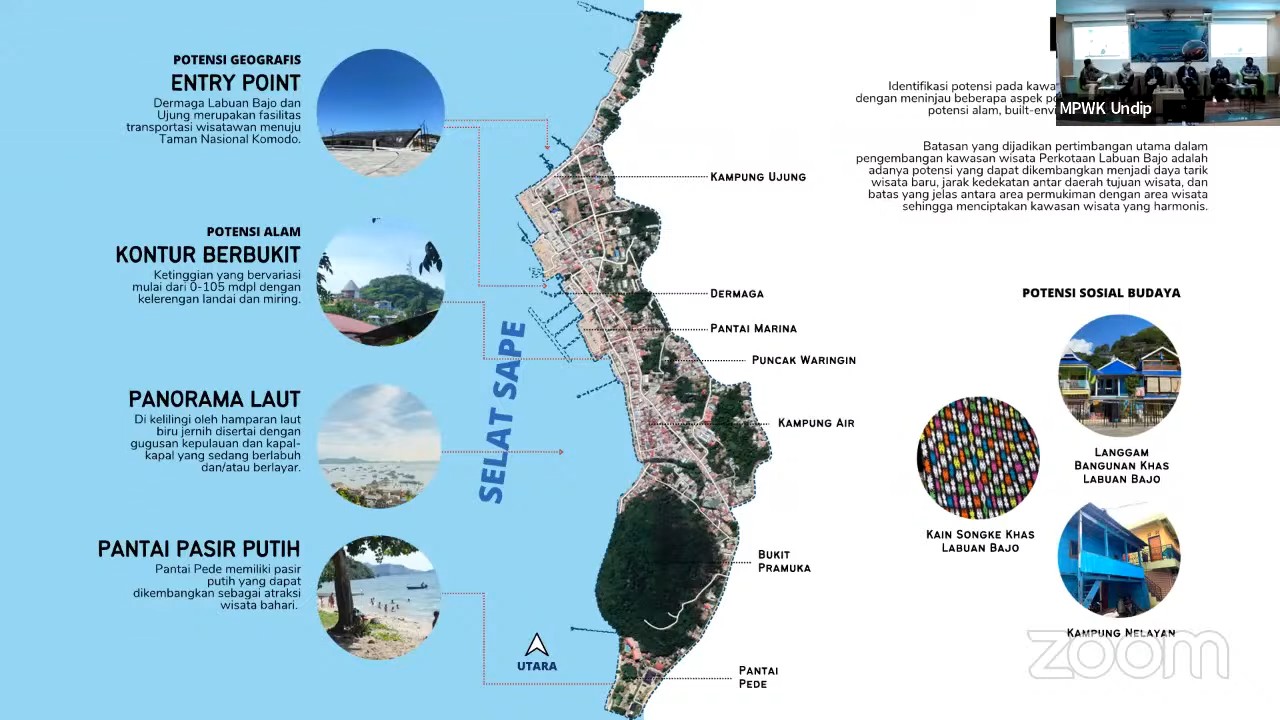 POTENSI GEOGRAFIS
ENTRY POINT
Dermaga Labuan Bajo dan
Ujung merupakan fasilitas
transportasi wisatawan menuju
Taman Nasional Komodo.
POTENSI ALAM
KONTUR BERBUKIT
Ketinggian yang bervariasi
mulai dari 0-105 mdpl dengan
kelerengan landai dan miring.
PANORAMA LAUT
Di kelilingi oleh hamparan laut
biru jernih disertai dengan
gugusan kepulauan dan kapal-
kapal yang sedang berlabuh
dan/atau berlayar.
PANTAI PASIR PUTIH
Pantai Pede memiliki pasir
putih yang dapat
dikembangkan sebagai atraksi
wisata bahari.
SELAT SAPE
UTARA
KAMPUNG UJUNG
DERMAGA
PANTAI MARINA
PUNCAK WARINGIN
KAMPUNG AIR
BUKIT
PRAMUKA
PANTAI
PEDE
MPWK Undip
Identifikasi potensi pada
dengan meninjau beberapa aspek
potensi alam,
Batasan yang dijadikan pertimbangan utama dalam
pengembangan kawasan wisata Perkotaan Labuan Bajo adalah
adanya potensi yang dapat dikembangkan menjadi daya tarik
wisata baru, jarak kedekatan antar daerah tujuan wisata, dan
batas yang jelas antara area permukiman dengan area wisata
sehingga menciptakan kawasan wisata yang harmonis.
POTENSI SOSIAL BUDAYA
LANGGAM
BANGUNAN KHAS
LABUAN BAJO
KAIN SONGKE KHAS
LABUAN BAJO
KAMPUNG NELAYAN
zoom